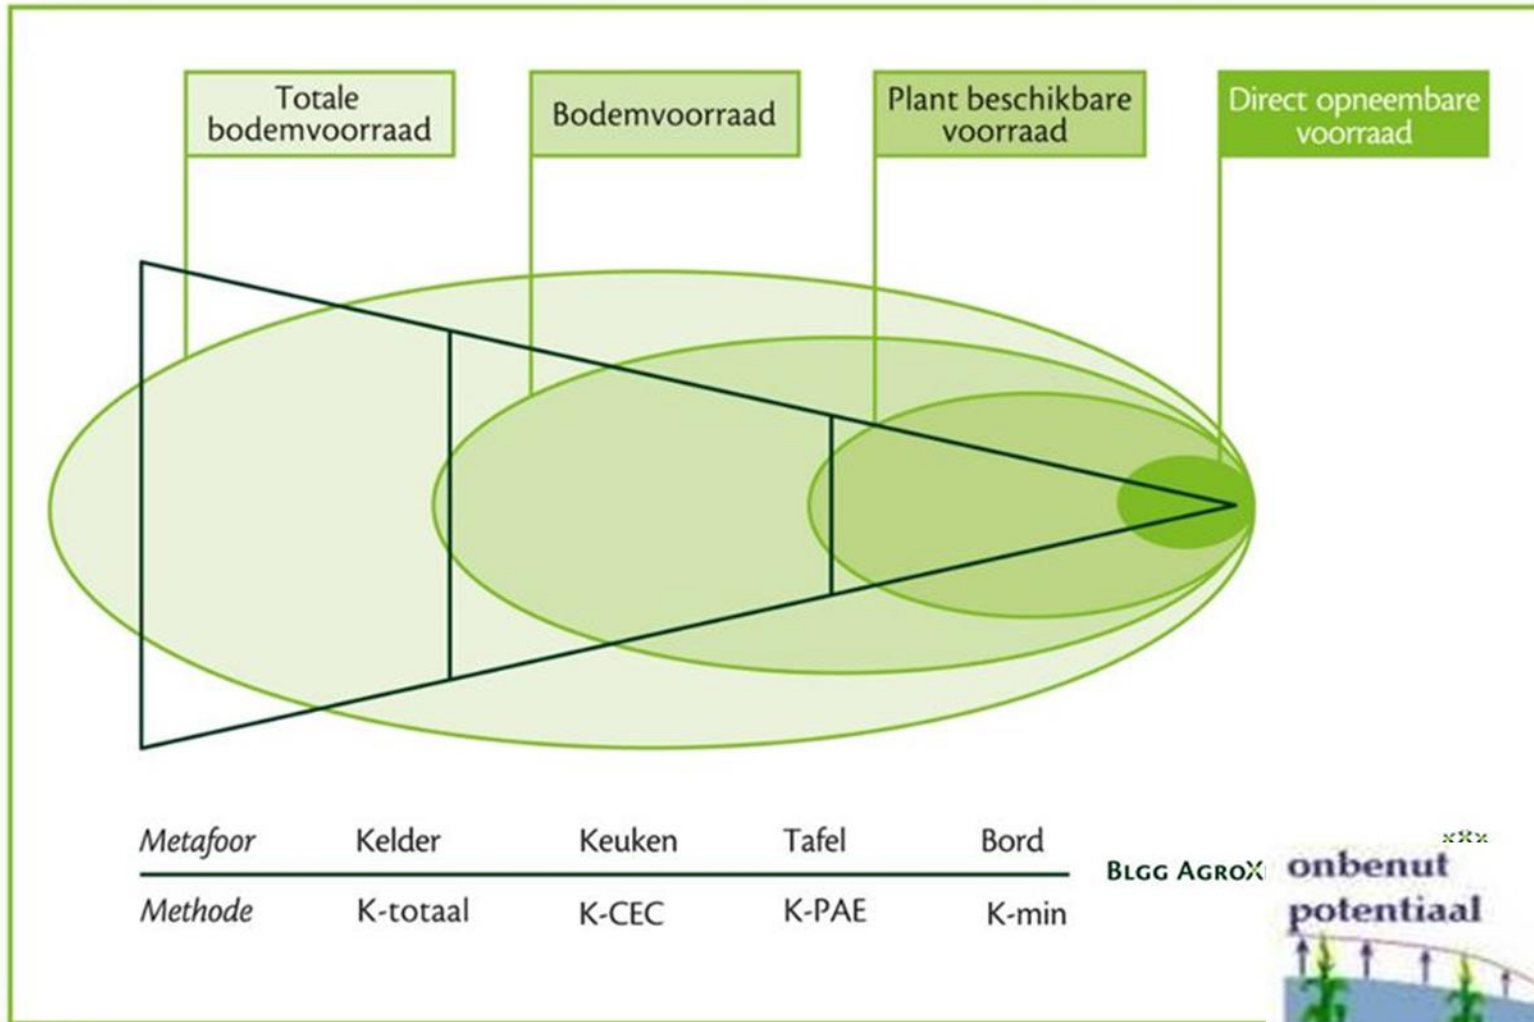 Totale
bodemvoorraad
Bodemvoorraad
Plant beschikbare
voorraad
Direct opneembare
voorraad
Metafoor Kelder Keuken Tafel Bord
Methode K-totaal K-CEC K-PAE K-min
BLGG AGROX
onbenut
potentiaal